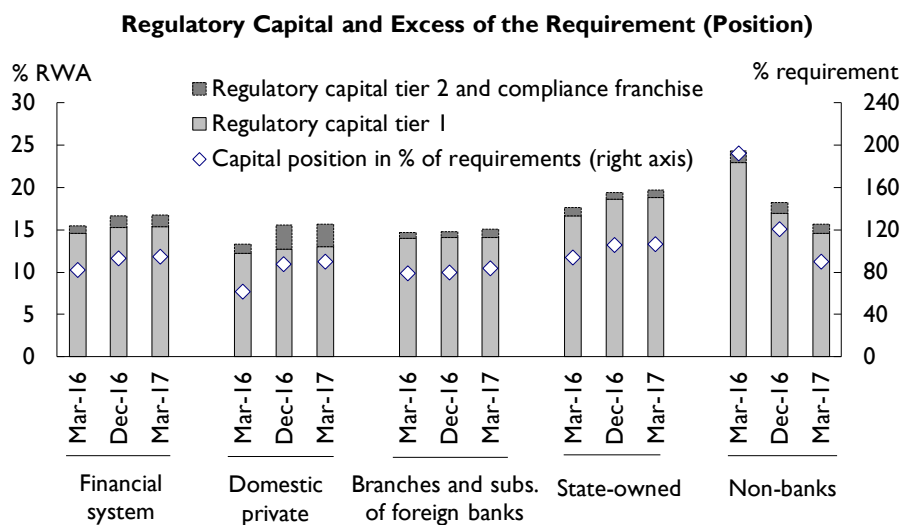 Regulatory Capital and Excess of the Requirement (Position)
% RWA
% requirement
Regulatory capital tier 2 and compliance franchise
Regulatory capital tier 1
Capital position in % of requirements (right axis)
30
25
20
15
10
5
0
240
200
160
120
80
40
0
Mar-16
Dec-16
Mar-17
Mar-16
Dec-16
Mar-17
Mar-16
Dec-16
Mar-17
Mar-16
Dec-16
Mar-17
Mar-16
Dec-16
Mar-17
Financial
system
Domestic
private
Branches and subs.
of foreign banks
State-owned
Non-banks